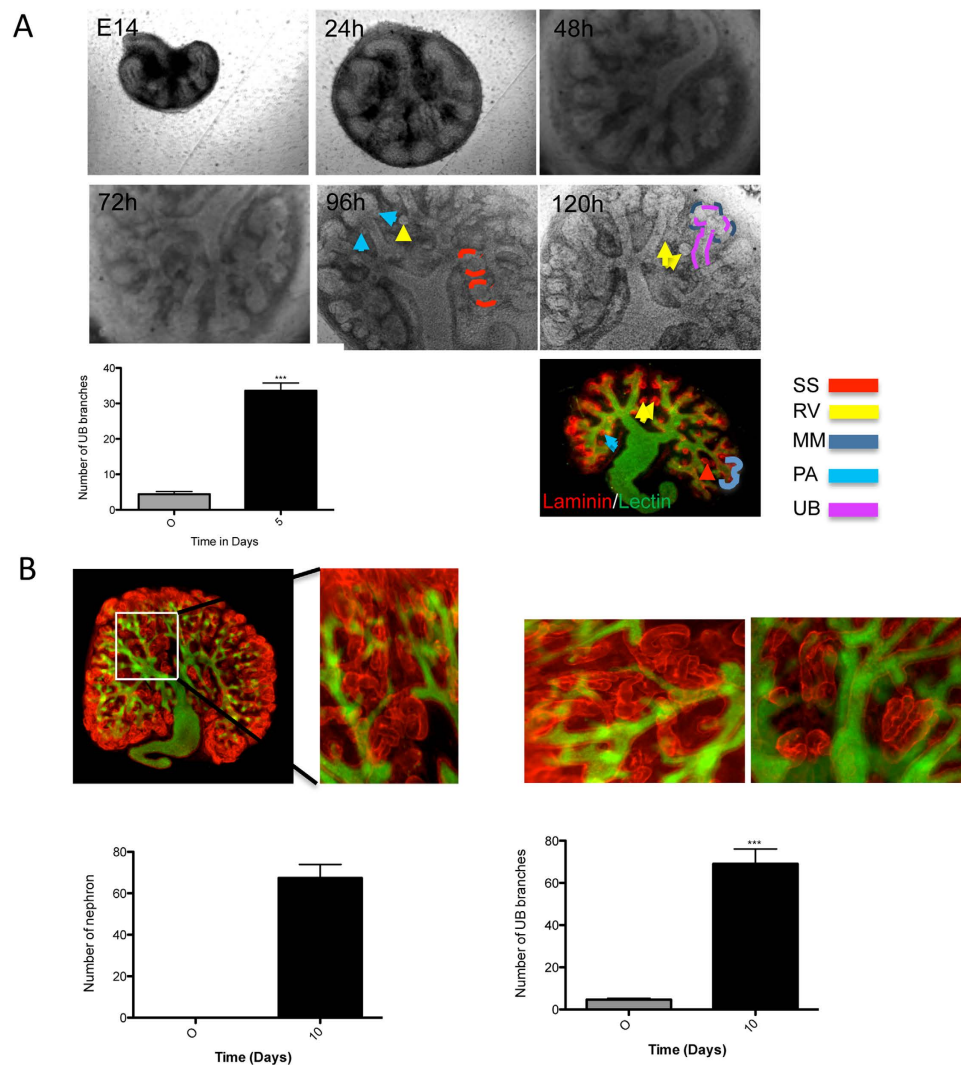 A
E14
24h
48h
72h
96h
120h
Number of UB branches
40
30
20
10
0
***
O
5
Time in Days
Laminin/Lectin
SS
RV
MM
PA
UB
B
Number of nephron
80
60
40
20
0
O
10
Time (Days)
Number of UB branches
80
60
40
20
0
***
O
10
Time (Days)